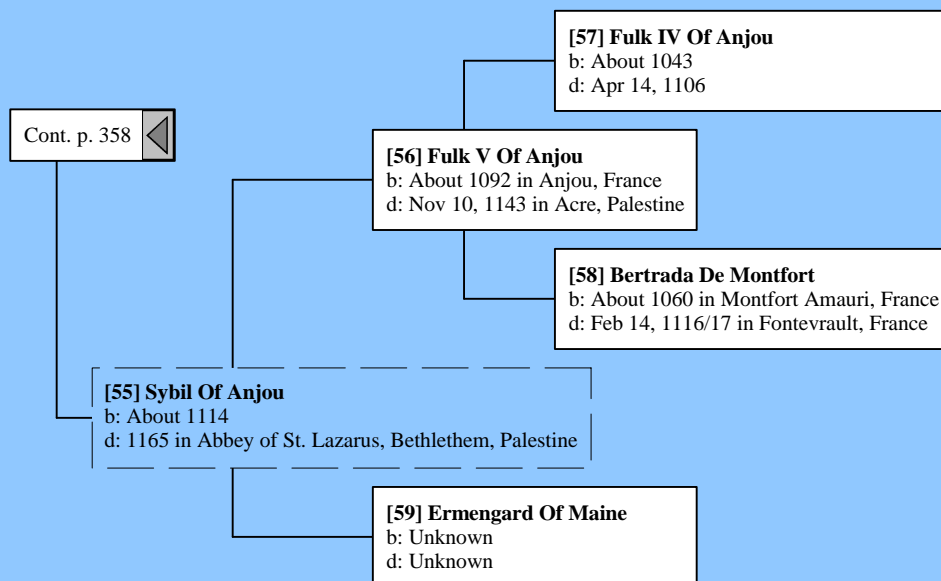 [57] Fulk IV Of Anjou
b: About 1043
d: Apr 14, 1106
Cont. p. 358
[56] Fulk V Of Anjou
b: About 1092 in Anjou, France
d: Nov 10, 1143 in Acre, Palestine
[58] Bertrada De Montfort
b: About 1060 in Montfort Amauri, France
d: Feb 14, 1116/17 in Fontevrault, France
[55] Sybil Of Anjou
b: About 1114
d: 1165 in Abbey of St. Lazarus, Bethlethem, Palestine
[59] Ermengard Of Maine
b: Unknown
d: Unknown